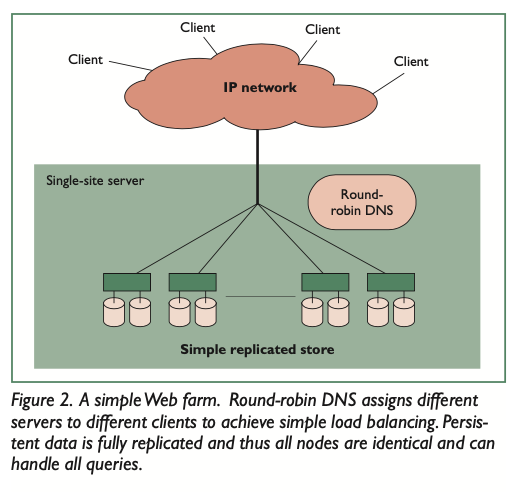 Client
Client
Client
Client
IP network
Single-site server
Round-
robin DNS
Simple replicated store
Figure 2. A simple Web farm. Round-robin DNS assigns different
servers to different clients to achieve simple load balancing. Persis-
tent data is fully replicated and thus all nodes are identical and can
handle all queries.